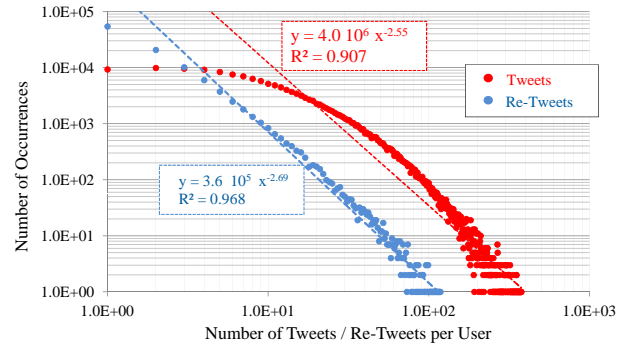 1.0E+05
1.0E+04
1.0E+03
1.0E+02
1.0E+01
1.0E+00
Number of Occurrences
y = 4.0 10⁶ x⁻²·⁵⁵
R² = 0.907
Tweets
Re-Tweets
y = 3.6 10⁵ x⁻²·⁶⁹
R² = 0.968
1.0E+00 1.0E+01 1.0E+02 1.0E+03
Number of Tweets / Re-Tweets per User